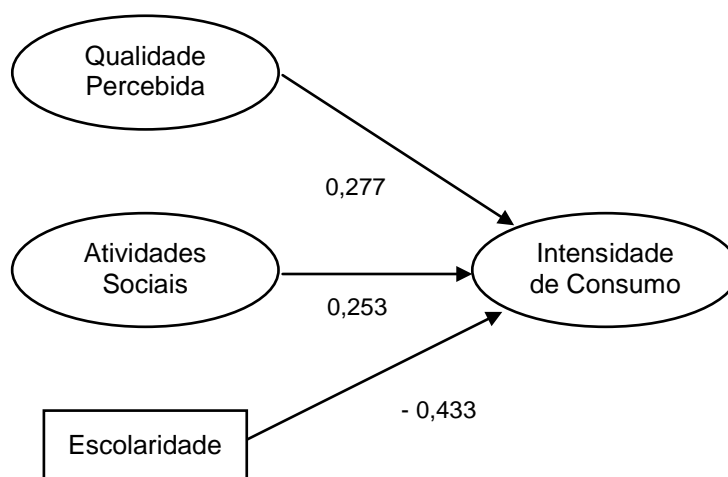 Qualidade
Percebida
0,277
Atividades
Sociais
Intensidade
de Consumo
0,253
- 0,433
Escolaridade